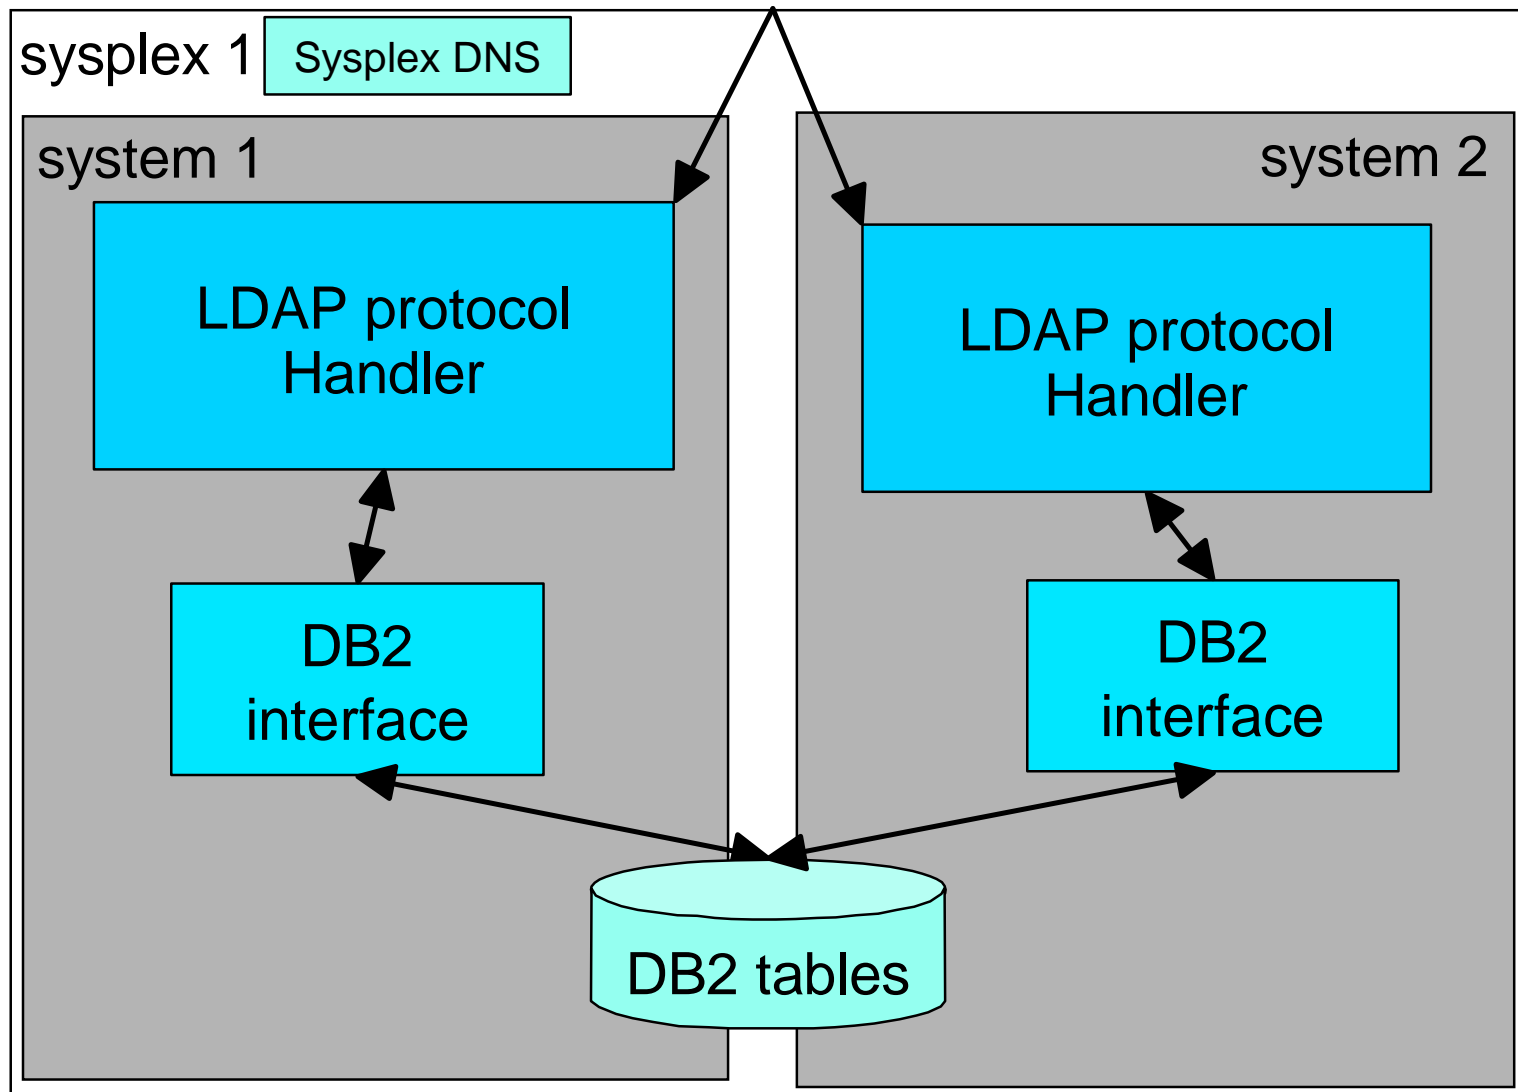 sysplex 1
Sysplex DNS
system 1
system 2
LDAP protocol
Handler
LDAP protocol
Handler
DB2
interface
DB2
interface
DB2 tables